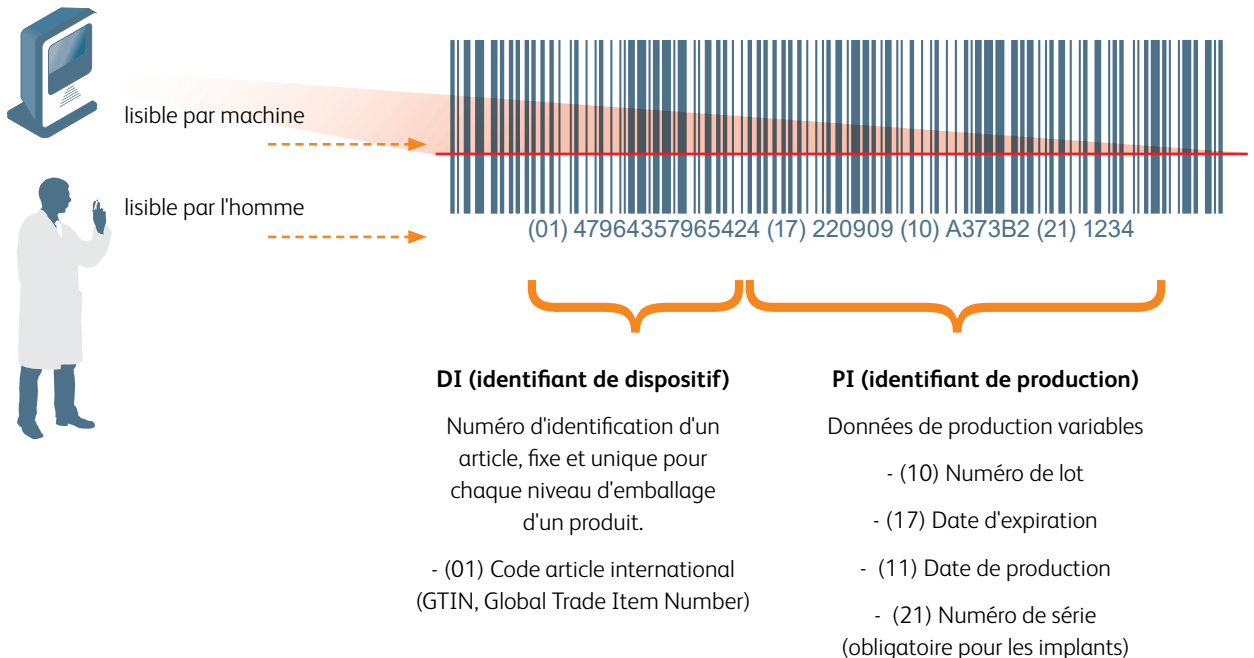 lisible par machine
lisible par l'homme
(01) 47964357965424 (17) 220909 (10) A373B2 (21) 1234
DI (identifiant de dispositif)
Numéro d'identification d'un
article, fixe et unique pour
chaque niveau d'emballage
d'un produit.
- (01) Code article international
(GTIN, Global Trade Item Number)
PI (identifiant de production)
Données de production variables
- (10) Numéro de lot
- (17) Date d'expiration
- (11) Date de production
- (21) Numéro de série
(obligatoire pour les implants)